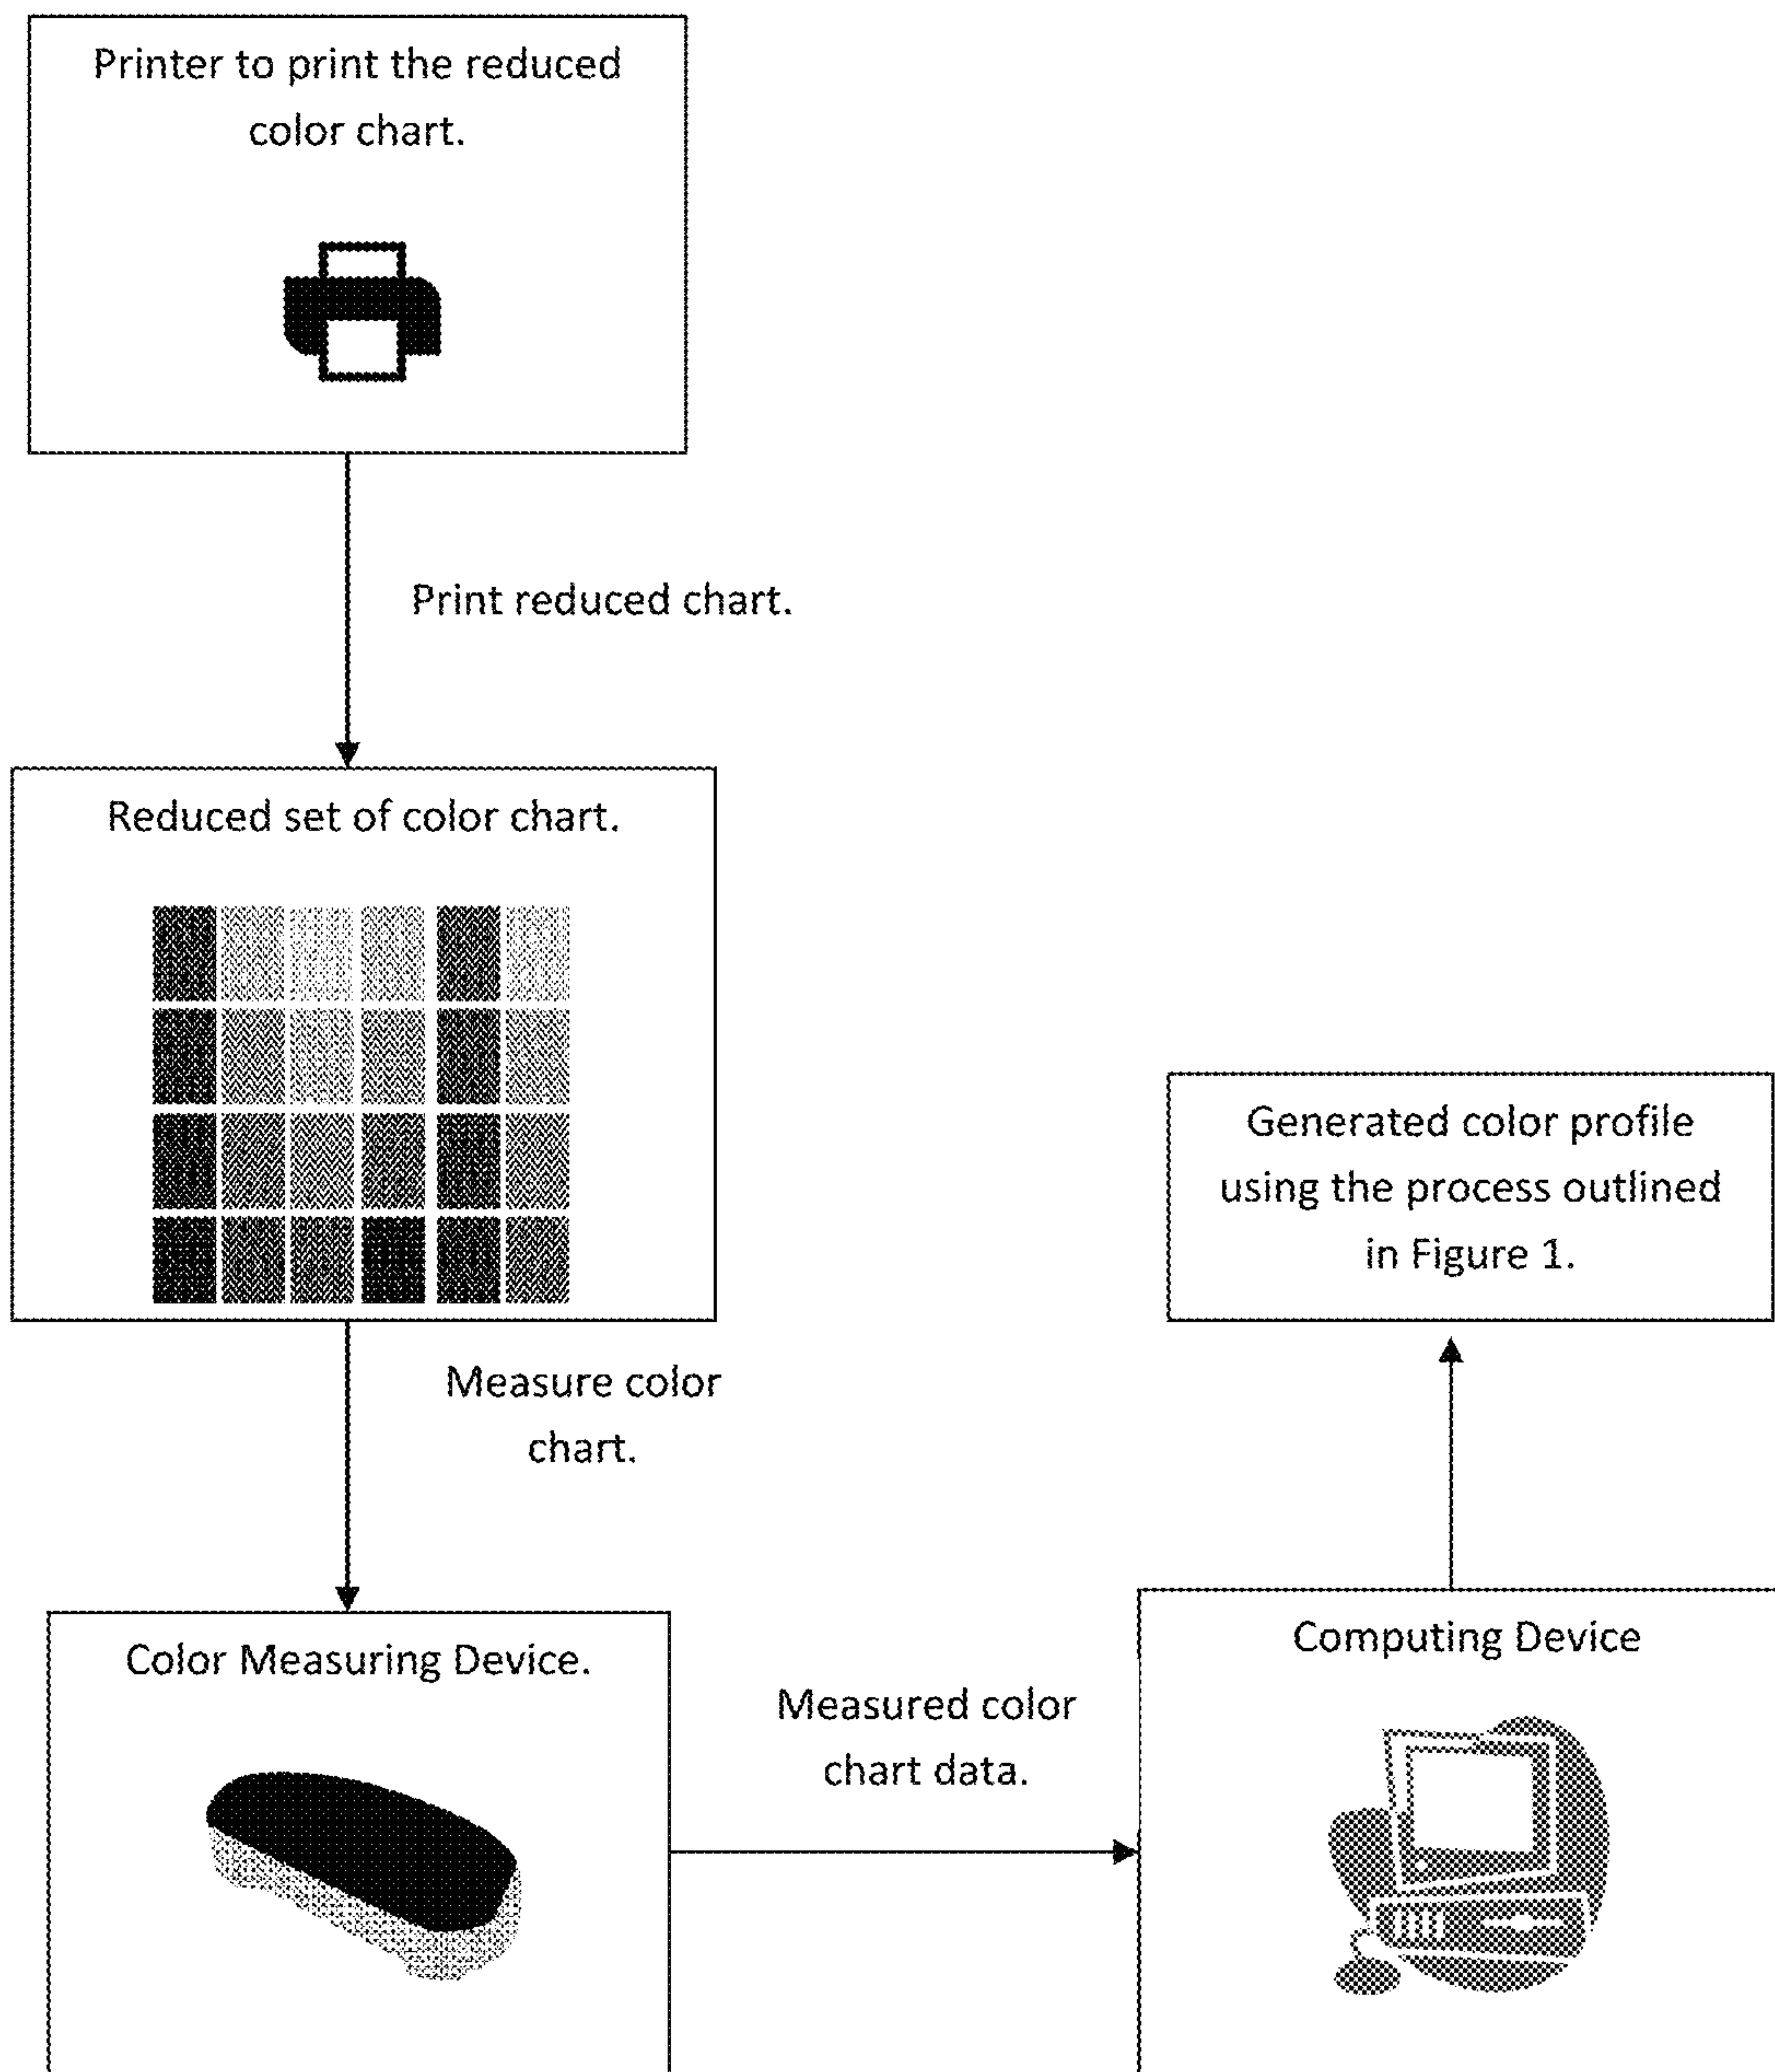 Printer to print the reduced
color chart.
Print reduced chart.
Reduced set of color chart.
Measure color
chart.
Color Measuring Device.
Measured color
chart data.
Computing Device
Generated color profile
using the process outlined
in Figure 1.